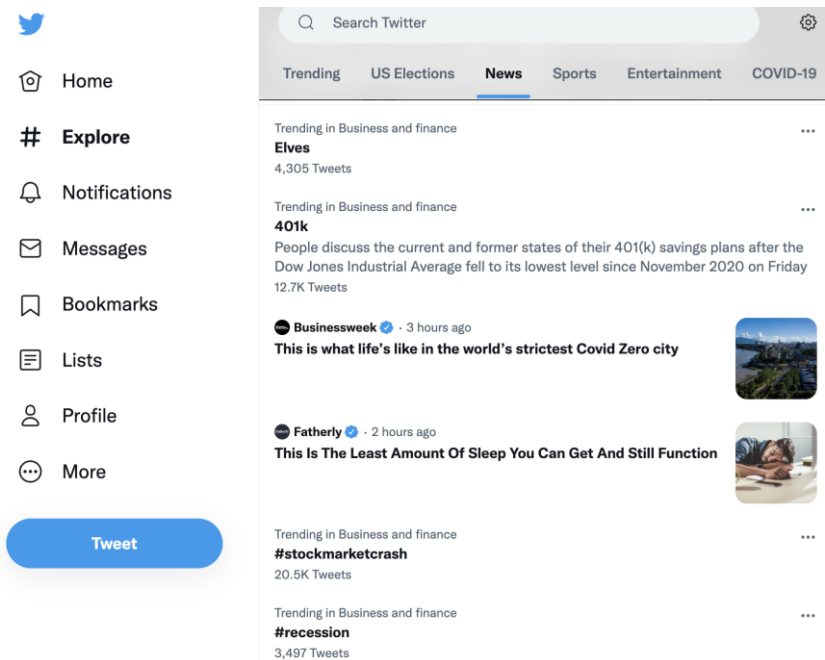 Home
Explore
Notifications
Messages
Bookmarks
Lists
Profile
More
Tweet
Search Twitter
Trending US Elections News Sports Entertainment COVID-19
Trending in Business and finance
Elves
4,305 Tweets
Trending in Business and finance
401k
People discuss the current and former states of their 401(k) savings plans after the
Dow Jones Industrial Average fell to its lowest level since November 2020 on Friday
12.7K Tweets
Businessweek · 3 hours ago
This is what life's like in the world's strictest Covid Zero city
Fatherly · 2 hours ago
This Is The Least Amount Of Sleep You Can Get And Still Function
Trending in Business and finance
#stockmarketcrash
20.5K Tweets
Trending in Business and finance
#recession
3,497 Tweets